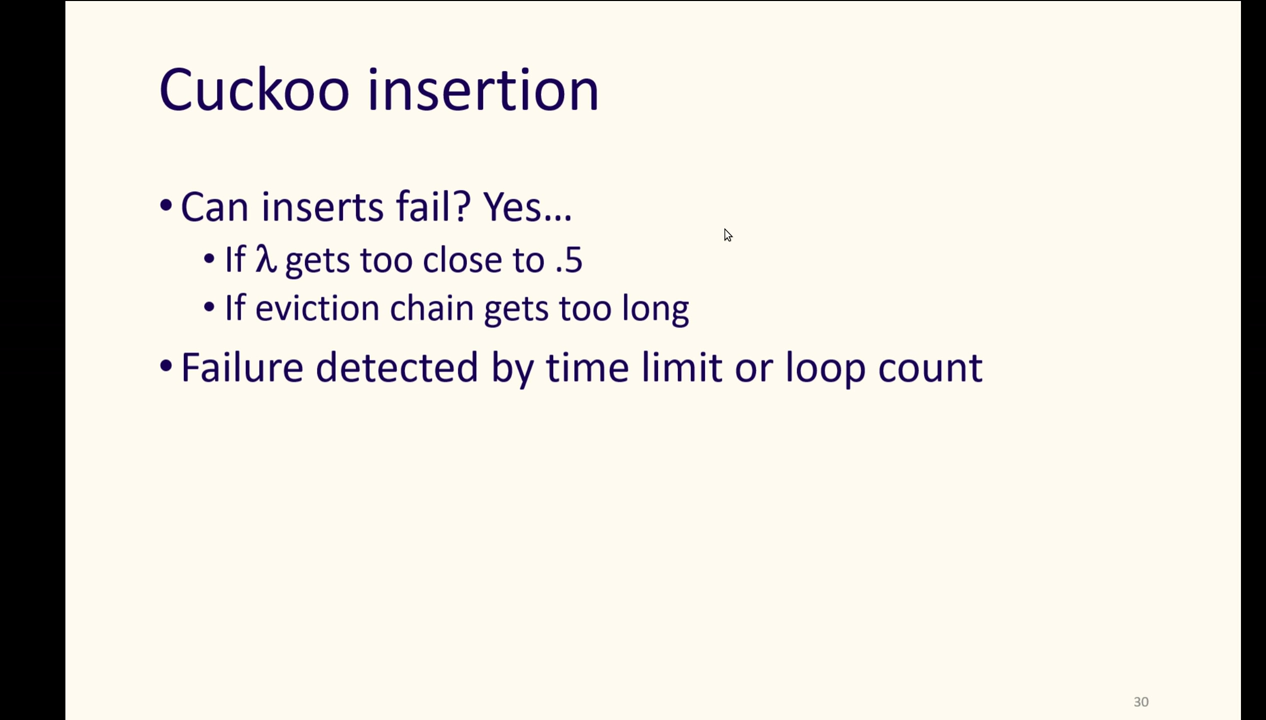 Cuckoo insertion
• Can inserts fail? Yes…
• If λ gets too close to .5
• If eviction chain gets too long
• Failure detected by time limit or loop count
30